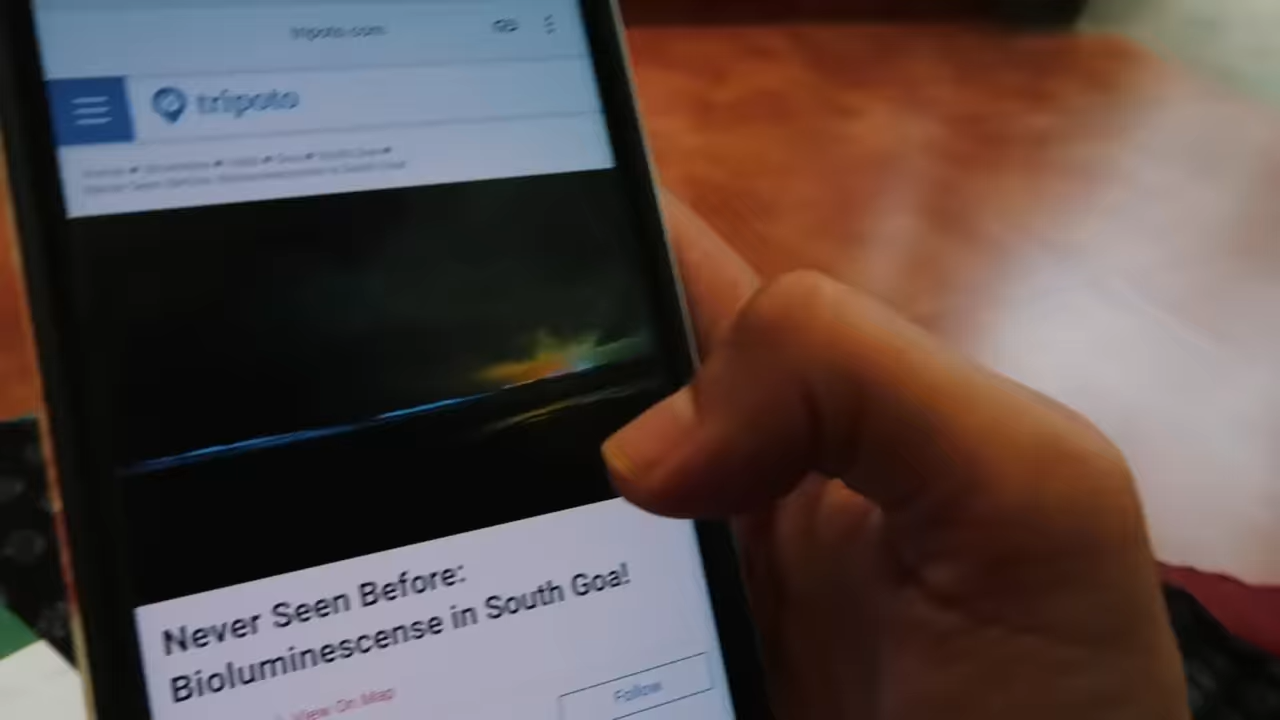 tripoto.com
tripoto
Never Seen Before:
Bioluminescense in South Goa!
View On Map
Follow